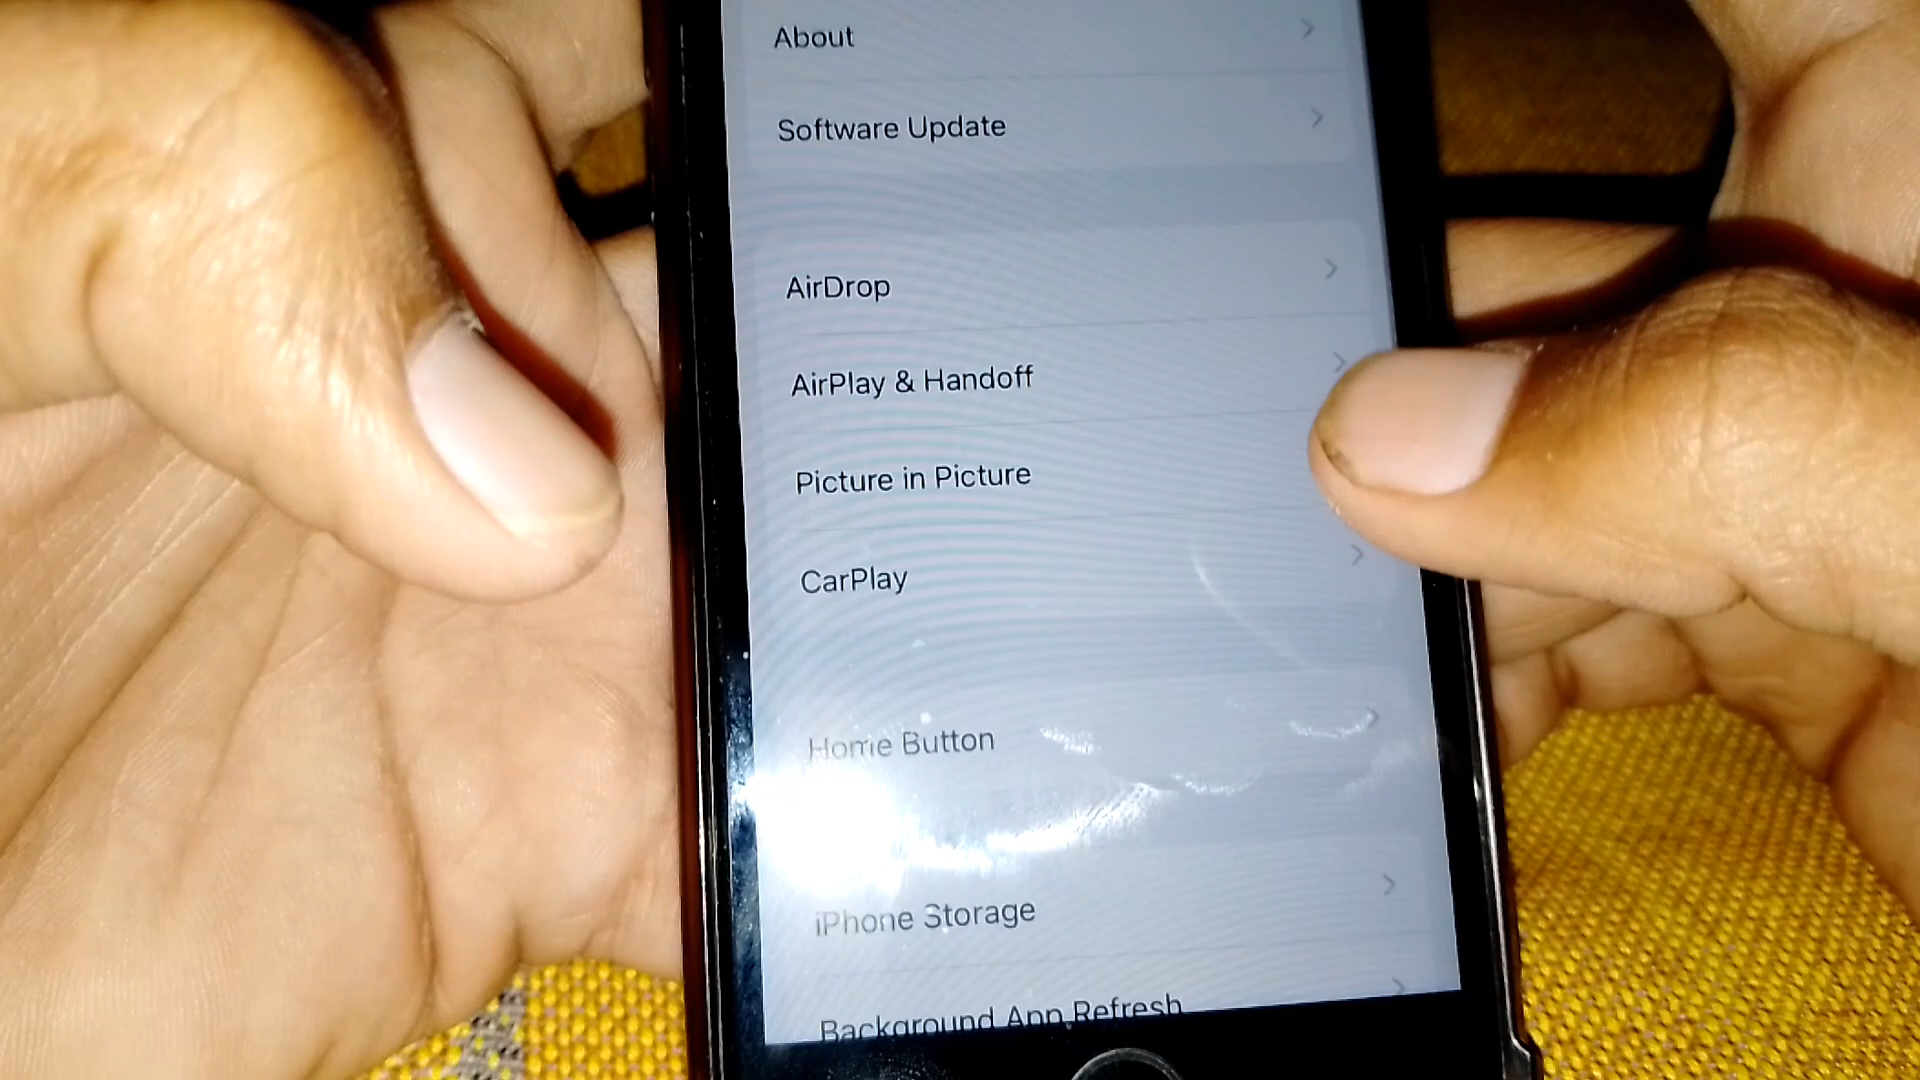 About
Software Update
AirDrop
AirPlay & Handoff
Picture in Picture
CarPlay
Home Button
iPhone Storage
Background App Refresh